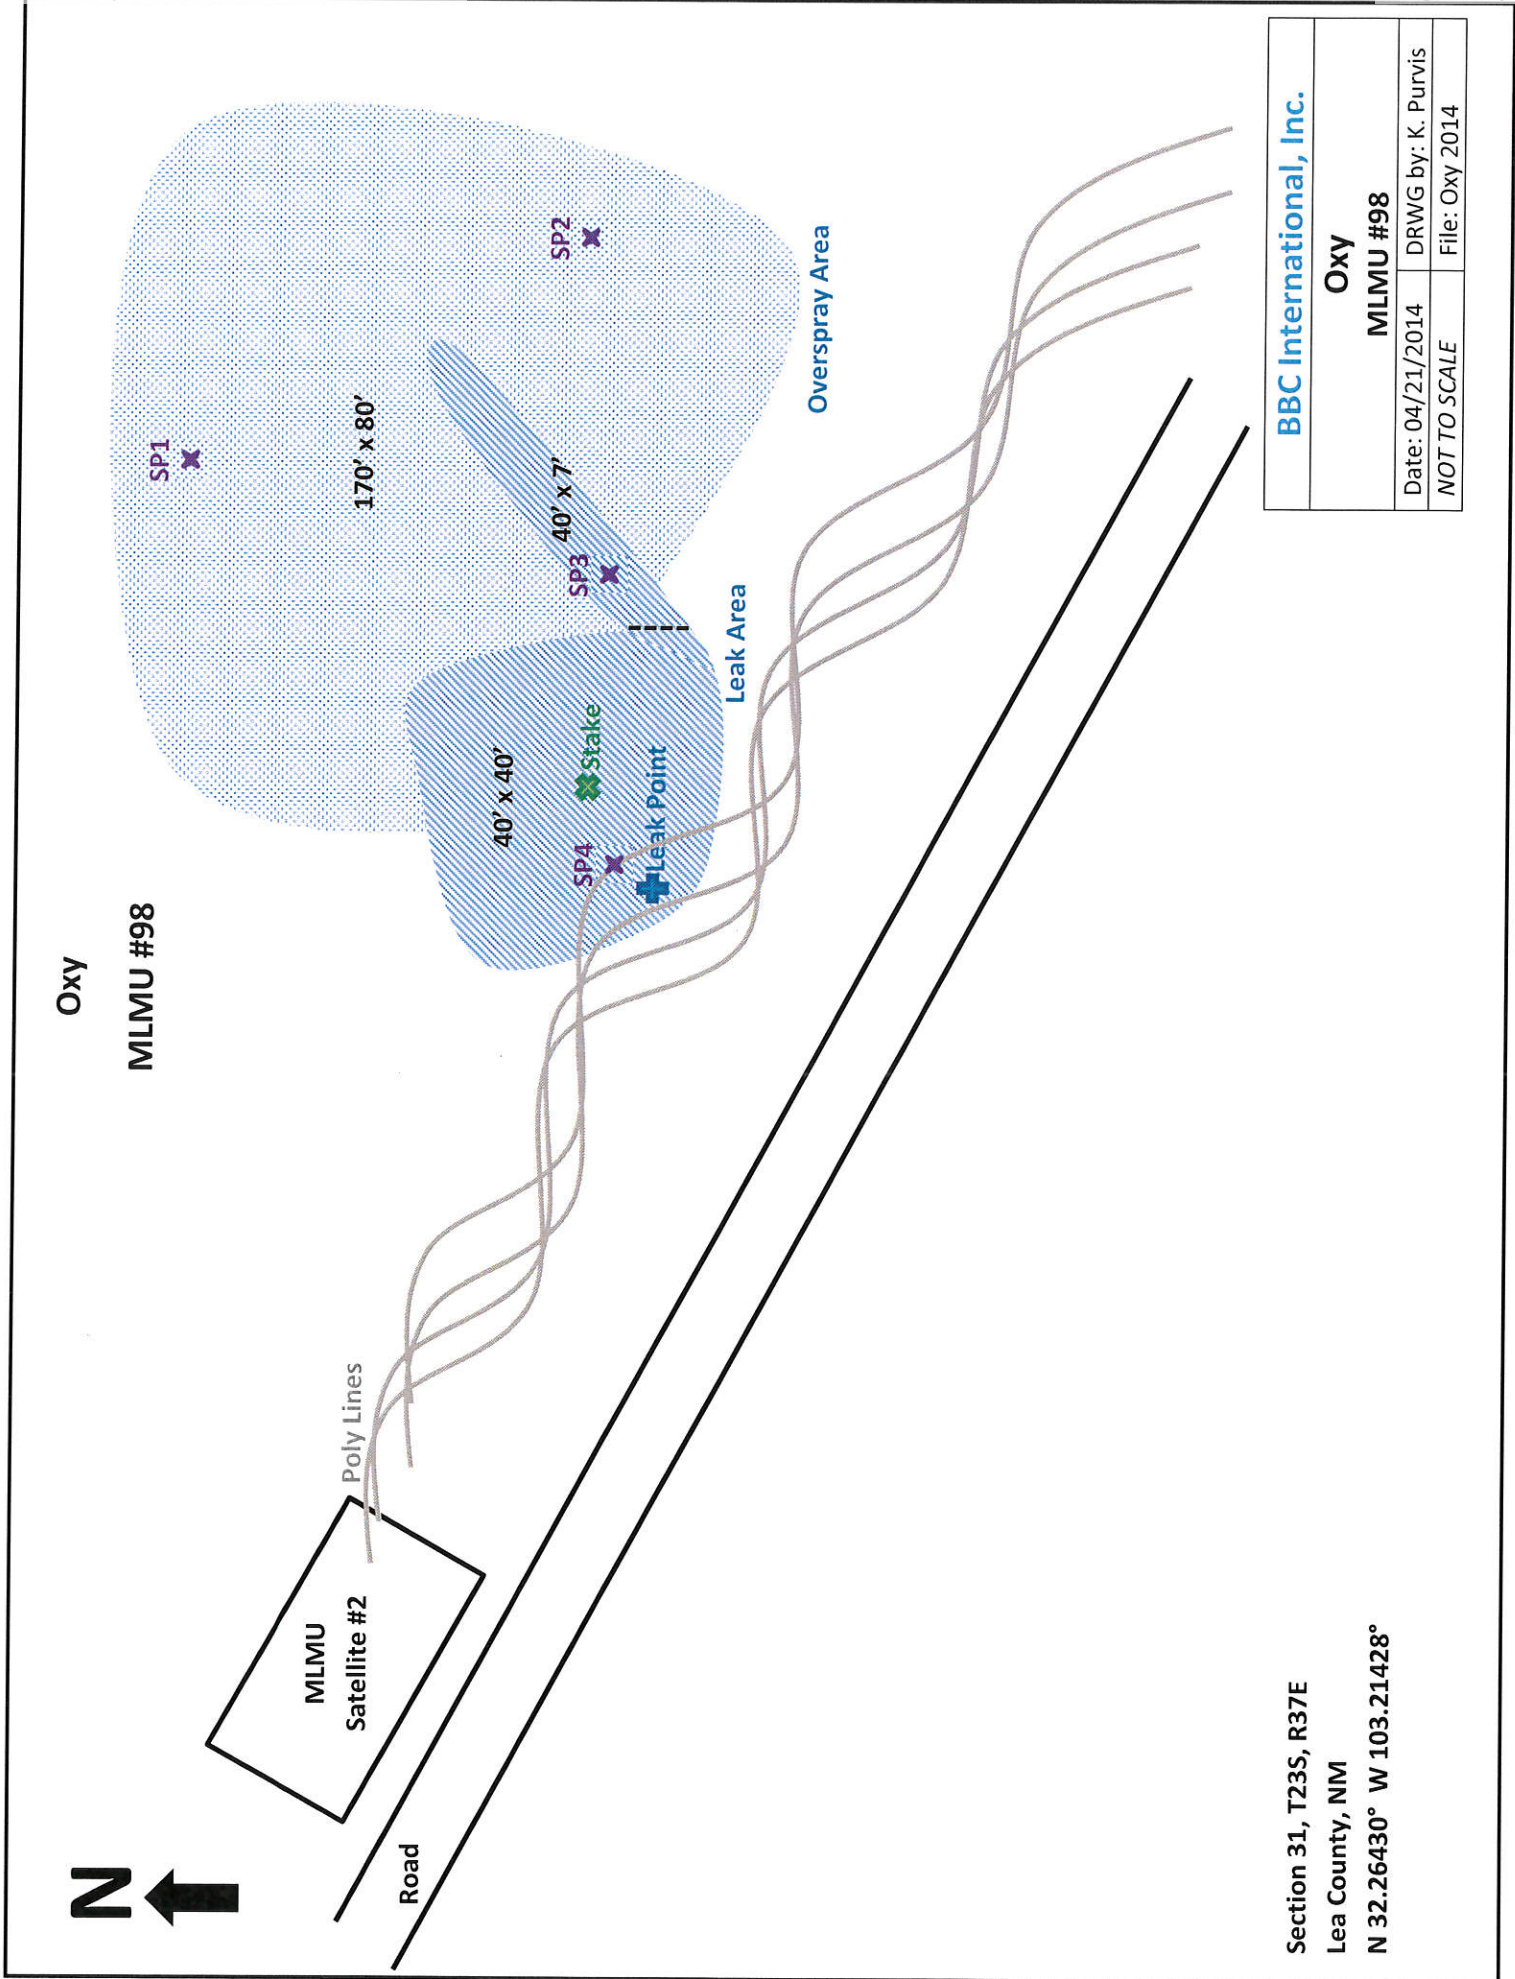 Oxy
MLMU #98
N
SP1
170' x 80'
SP2
40' x 7'
SP3
Overspray Area
40' x 40'
Stake
SP4
Leak Point
Leak Area
Poly Lines
MLMU
Satellite #2
Road
Section 31, T23S, R37E
Lea County, NM
N 32.26430° W 103.21428°
BBC International, Inc.
Oxy
MLMU #98
Date: 04/21/2014 DRWG by: K. Purvis
NOT TO SCALE File: Oxy 2014